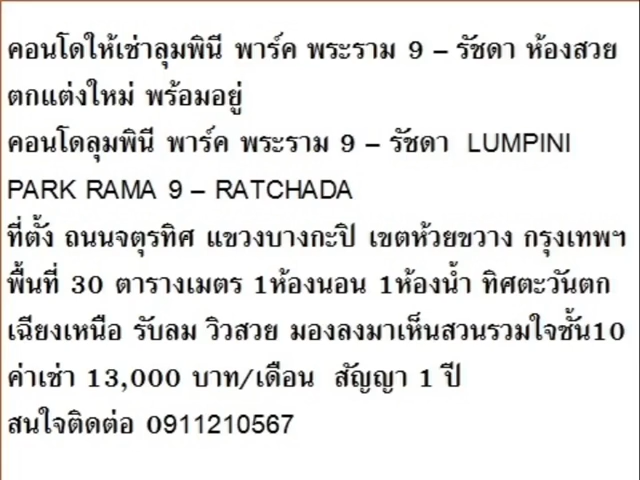 คอนโดให้เช่าลุมพินี พาร์ค พระราม 9 – รัชดา ห้องสวย
ตกแต่งใหม่ พร้อมอยู่
คอนโดลุมพินี พาร์ค พระราม 9 – รัชดา LUMPINI
PARK RAMA 9 – RATCHADA
ที่ตั้ง ถนนจตุรทิศ แขวงบางกะปิ เขตห้วยขวาง กรุงเทพฯ
พื้นที่ 30 ตารางเมตร 1ห้องนอน 1ห้องน้ำ ทิศตะวันตก
เฉียงเหนือ รับลม วิวสวย มองลงมาเห็นสวนรวมใจชั้น10
ค่าเช่า 13,000 บาท/เดือน สัญญา 1 ปี
สนใจติดต่อ 0911210567